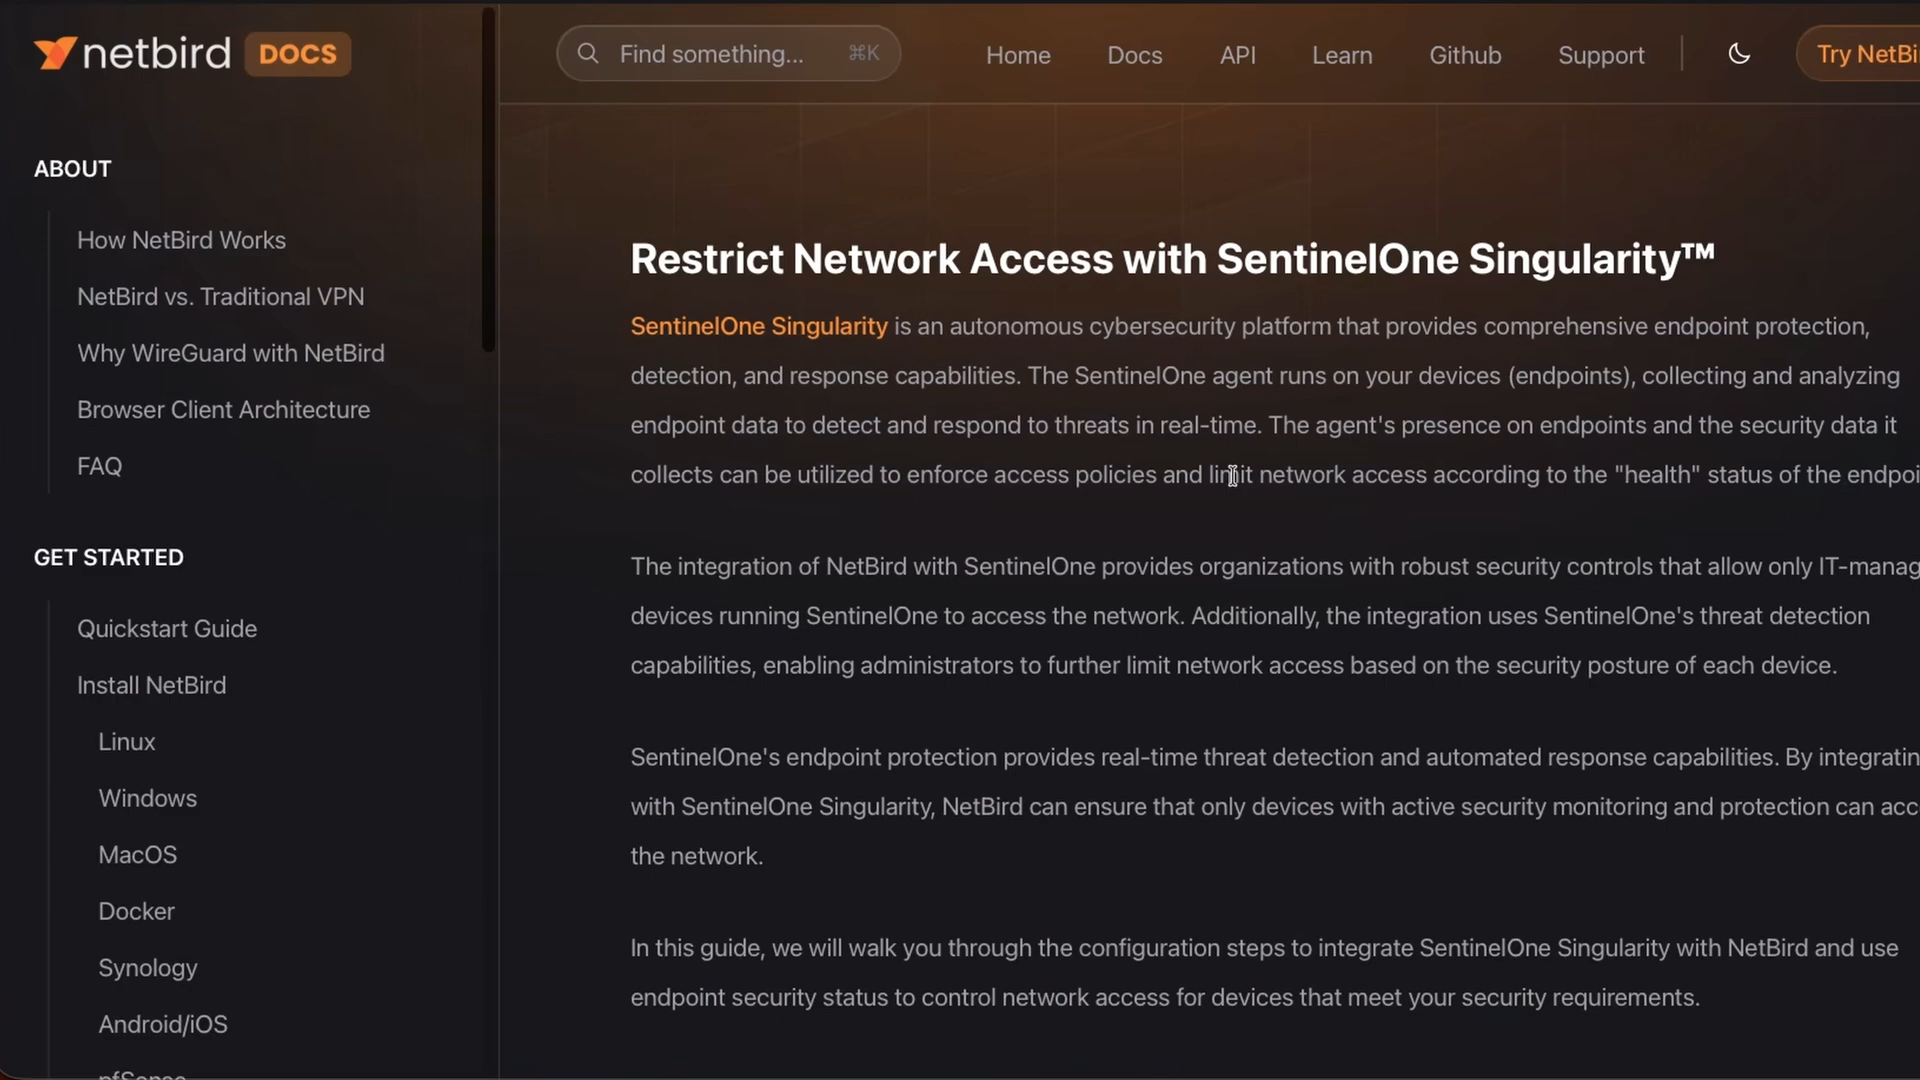 netbird DOCS
Find something... ⌘K
Home Docs API Learn Github Support
Try NetBi
ABOUT
How NetBird Works
NetBird vs. Traditional VPN
Why WireGuard with NetBird
Browser Client Architecture
FAQ
GET STARTED
Quickstart Guide
Install NetBird
Linux
Windows
MacOS
Docker
Synology
Android/iOS
pfSense
Restrict Network Access with SentinelOne Singularity™
SentinelOne Singularity is an autonomous cybersecurity platform that provides comprehensive endpoint protection,
detection, and response capabilities. The SentinelOne agent runs on your devices (endpoints), collecting and analyzing
endpoint data to detect and respond to threats in real-time. The agent's presence on endpoints and the security data it
collects can be utilized to enforce access policies and limit network access according to the "health" status of the endpoi
The integration of NetBird with SentinelOne provides organizations with robust security controls that allow only IT-manag
devices running SentinelOne to access the network. Additionally, the integration uses SentinelOne's threat detection
capabilities, enabling administrators to further limit network access based on the security posture of each device.
SentinelOne's endpoint protection provides real-time threat detection and automated response capabilities. By integratin
with SentinelOne Singularity, NetBird can ensure that only devices with active security monitoring and protection can acc
the network.
In this guide, we will walk you through the configuration steps to integrate SentinelOne Singularity with NetBird and use
endpoint security status to control network access for devices that meet your security requirements.